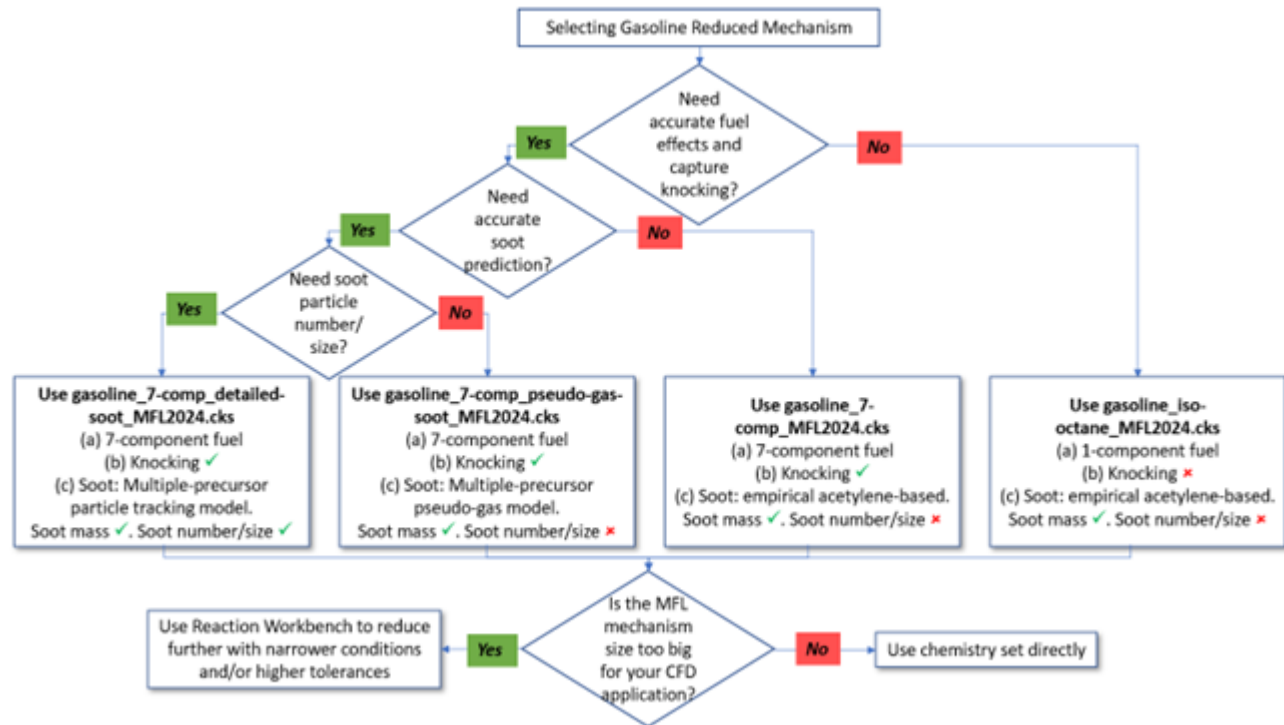 Selecting Gasoline Reduced Mechanism
Need
accurate fuel
effects and
capture
knocking?
Yes
No
Need
accurate
soot
prediction?
Yes
No
Need soot
particle
number/
size?
Yes
No
Use gasoline_7-comp_detailed-
soot_MFL2024.cks
(a) 7-component fuel
(b) Knocking ✓
(c) Soot: Multiple-precursor
particle tracking model.
Soot mass ✓. Soot number/size ✓
Use gasoline_7-comp_pseudo-gas-
soot_MFL2024.cks
(a) 7-component fuel
(b) Knocking ✓
(c) Soot: Multiple-precursor
pseudo-gas model.
Soot mass ✓. Soot number/size ✗
Use gasoline_7-
comp_MFL2024.cks
(a) 7-component fuel
(b) Knocking ✓
(c) Soot: empirical acetylene-based.
Soot mass ✓. Soot number/size ✗
Use gasoline_iso-
octane_MFL2024.cks
(a) 1-component fuel
(b) Knocking ✗
(c) Soot: empirical acetylene-based.
Soot mass ✓. Soot number/size ✗
Is the MFL
mechanism
size too big
for your CFD
application?
Yes
No
Use Reaction Workbench to reduce
further with narrower conditions
and/or higher tolerances
Use chemistry set directly